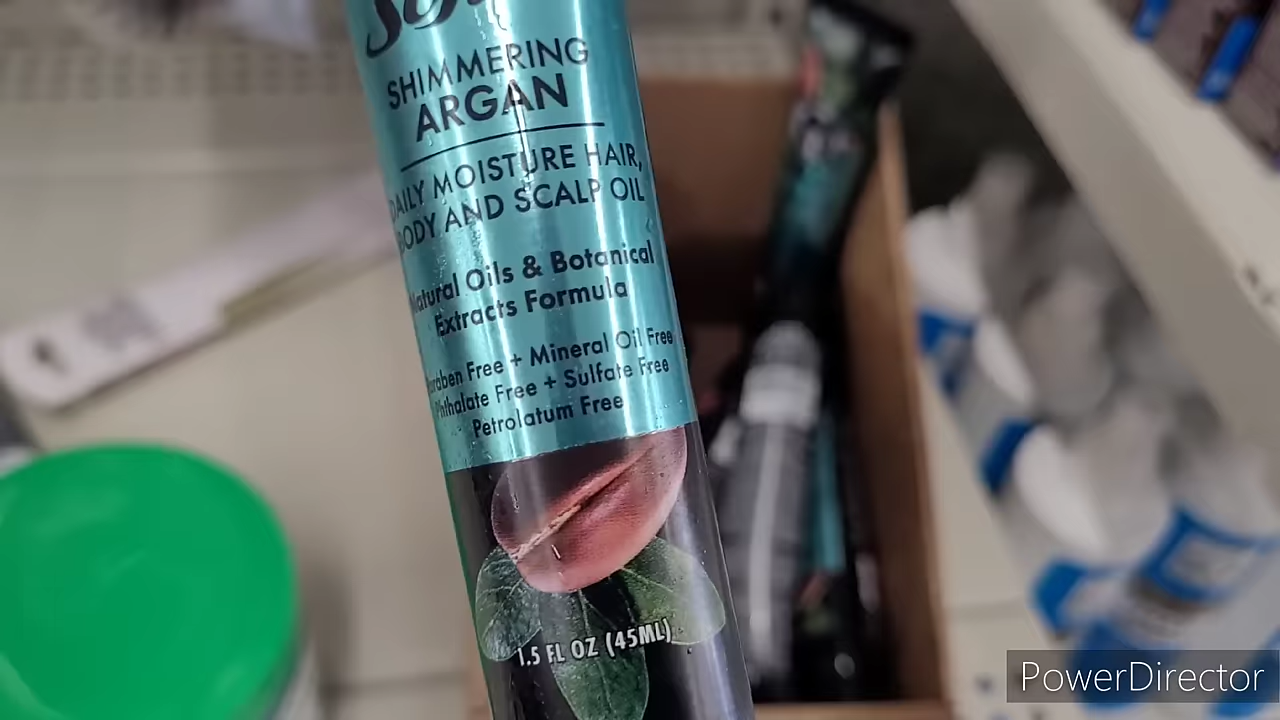 SHIMMERING
ARGAN
DAILY MOISTURE HAIR,
BODY AND SCALP OIL
Natural Oils & Botanical
Extracts Formula
Paraben Free + Mineral Oil Free
Phthalate Free + Sulfate Free
Petrolatum Free
1.5 FL OZ (45ML)
PowerDirector